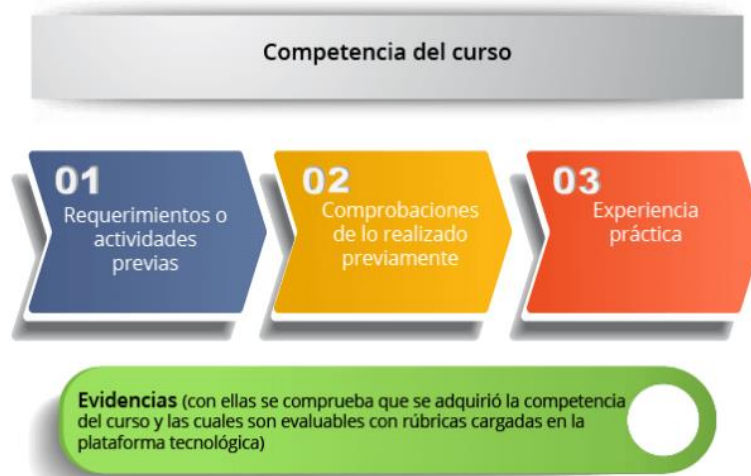 Competencia del curso
01
Requerimientos o
actividades
previas
02
Comprobaciones
de lo realizado
previamente
03
Experiencia
práctica
Evidencias (con ellas se comprueba que se adquirió la competencia
del curso y las cuales son evaluables con rúbricas cargadas en la
plataforma tecnológica)